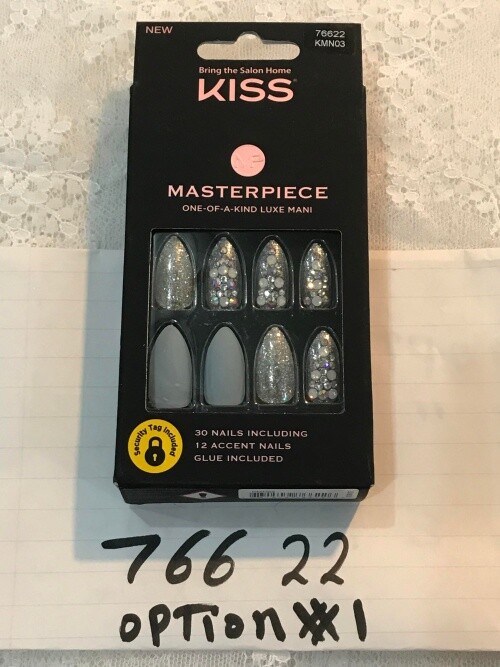 NEW
76622
KMN03
Bring the Salon Home
KISS
MASTERPIECE
ONE-OF-A-KIND LUXE MANI
Security Tag Included
30 NAILS INCLUDING
12 ACCENT NAILS
GLUE INCLUDED
766 22
OPTION #1